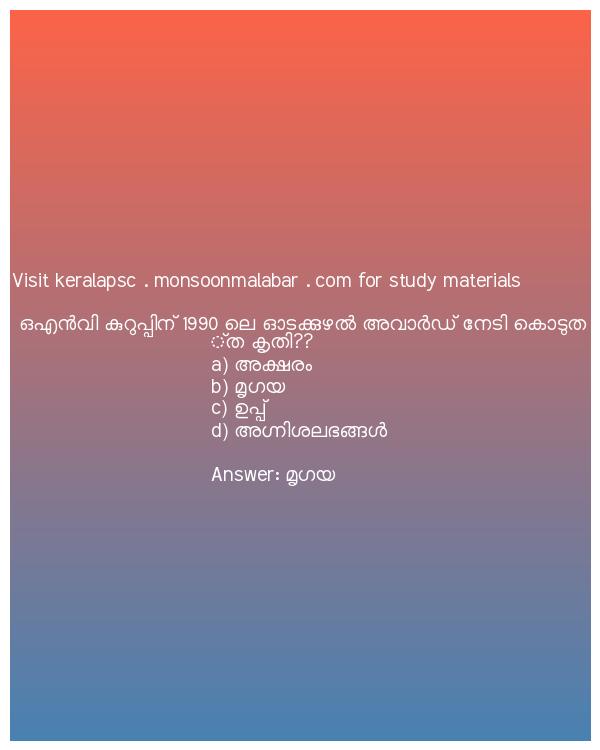 Visit keralapsc . monsoonmalabar . com for study materials
ഒഎൻവി കുറുപ്പിന് 1990 ലെ ഓടക്കുഴൽ അവാർഡ് നേടി കൊടുത
്ത കൃതി??
a) അക്ഷരം
b) മൃഗയ
c) ഉപ്പ്
d) അഗ്നിശലഭങ്ങൾ
Answer: മൃഗയ